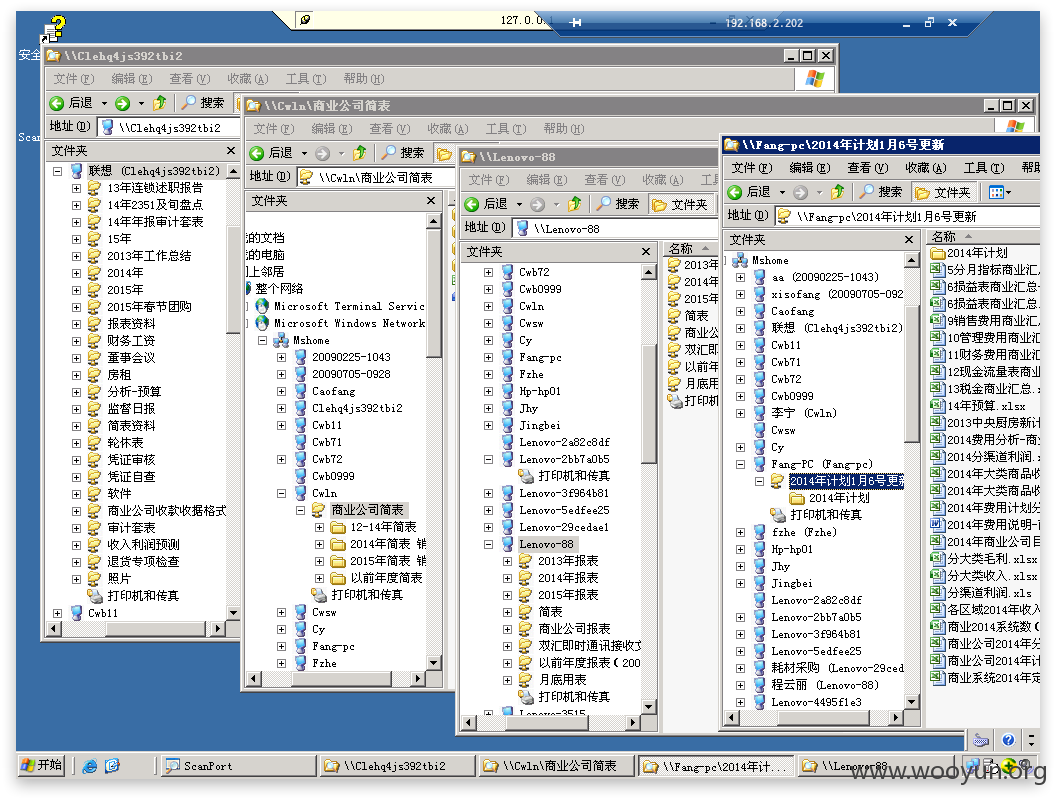 127.0.0.1
192.168.2.202
安全
Scan
\\Clehq4js392tbi2
文件(F) 编辑(E) 查看(V) 收藏(A) 工具(T) 帮助(H)
后退 搜索
地址(D) \\Clehq4js392tbi2
文件夹
联想 (Clehq4js392tbi2)
13年连锁述职报告
14年2351及旬盘点
14年年报审计套表
15年
2013年工作总结
2014年
2015年
2015年春节团购
报表资料
财务工资
董事会议
房租
分析-预算
监督日报
简表资料
轮休表
凭证审核
凭证自查
软件
商业公司收款收据格式
审计套表
收入利润预测
退货专项检查
照片
打印机和传真
Cwb11
\\Cwln\商业公司简表
文件(F) 编辑(E) 查看(V) 收藏(A) 工具(T) 帮助(H)
后退 搜索
地址(D) \\Cwln\商业公司简表
文件夹
的文档
的电脑
上邻居
整个网络
Microsoft Terminal Servic
Microsoft Windows Network
Mshome
20090225-1043
20090705-0928
Caofang
Clehq4js392tbi2
Cwb11
Cwb71
Cwb72
Cwb0999
Cwln
商业公司简表
12-14年简表
2014年简表 销
2015年简表 销
以前年度简表
打印机和传真
Cwsw
Cy
Fang-pc
Fzhe
\\Lenovo-88
文件(F) 编辑(E) 查看(V) 收藏(A) 工具
后退 搜索 文件夹
地址(D) \\Lenovo-88
文件夹
Cwb72
Cwb0999
Cwln
Cwsw
Cy
Fang-pc
Fzhe
Hp-hp01
Jhy
Jingbei
Lenovo-2a82c8df
Lenovo-2bb7a0b5
打印机和传真
Lenovo-3f964b81
Lenovo-5edfee25
Lenovo-29cedae1
Lenovo-88
2013年报表
2014年报表
2015年报表
简表
商业公司报表
双汇即时通讯接收文
以前年度报表(200
月底用表
打印机和传真
Lenovo-3515
名称
2013年
2014年
2015年
简表
商业公
双汇即
以前年
月底用
打印机
\\Fang-pc\2014年计划1月6号更新
文件(F) 编辑(E) 查看(V) 收藏(A) 工具(T) 帮助
后退 搜索 文件夹
地址(D) \\Fang-pc\2014年计划1月6号更新
文件夹
Mshome
aa (20090225-1043)
xisofang (20090705-092
Caofang
联想 (Clehq4js392tbi2)
Cwb11
Cwb71
Cwb72
Cwb0999
李宁 (Cwln)
Cwsw
Cy
Fang-PC (Fang-pc)
2014年计划1月6号更新
2014年计划
打印机和传真
fzhe (Fzhe)
Hp-hp01
Jhy
Jingbei
Lenovo-2a82c8df
Lenovo-2bb7a0b5
Lenovo-3f964b81
Lenovo-5edfee25
耗材采购 (Lenovo-29ced
程云丽 (Lenovo-88)
Lenovo-4495f1e3
名称
2014年计划
5分月指标商业汇
6损益表商业汇总
6损益表商业汇总
9销售费用商业汇
10管理费用商业汇
11财务费用商业汇
12现金流量表商业
13税金商业汇总.x
14年预算.xlsx
2013中央厨房新计
2014费用分析-商业
2014分渠道利润.x
2014年大类商品收
2014年大类商品收
2014年费用计划分
2014年费用说明-
2014年商业公司目
分大类毛利.xlsx
分大类收入.xlsx
分渠道利润.xls
各区域2014年收入
商业2014系统数(
商业公司2014年分
商业公司2014年计
商业系统2014年定
开始
ScanPort
\\Clehq4js392tbi2
\\Cwln\商业公司简表
\\Fang-pc\2014年计...
\\Lenovo-88
www.wooyun.org